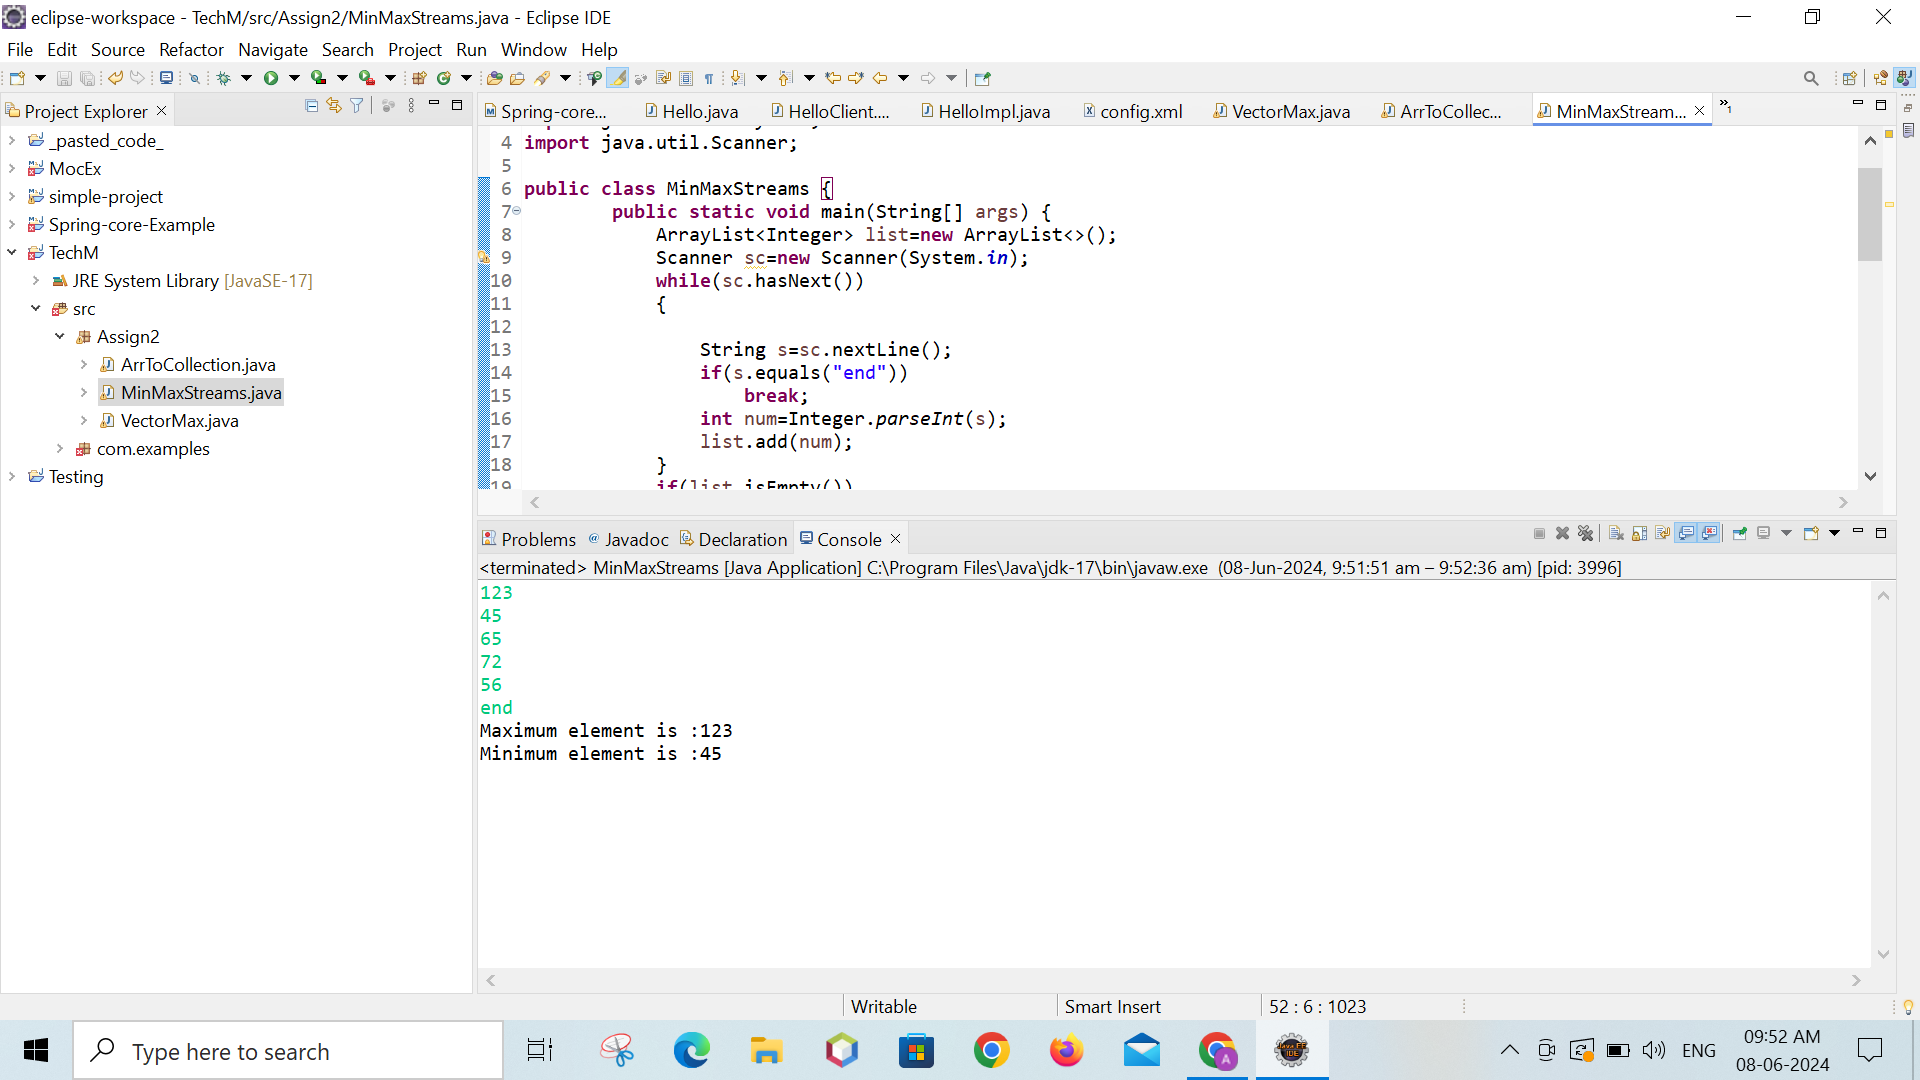 eclipse-workspace - TechM/src/Assign2/MinMaxStreams.java - Eclipse IDE
File Edit Source Refactor Navigate Search Project Run Window Help
Project Explorer
_pasted_code_
MocEx
simple-project
Spring-core-Example
TechM
JRE System Library [JavaSE-17]
src
Assign2
ArrToCollection.java
MinMaxStreams.java
VectorMax.java
com.examples
Testing
Spring-core... Hello.java HelloClient.... HelloImpl.java config.xml VectorMax.java ArrToCollec... MinMaxStream... »1
4 import java.util.Scanner;
5
6 public class MinMaxStreams {
7 public static void main(String[] args) {
8 ArrayList<Integer> list=new ArrayList<>();
9 Scanner sc=new Scanner(System.in);
10 while(sc.hasNext())
11 {
12
13 String s=sc.nextLine();
14 if(s.equals("end"))
15 break;
16 int num=Integer.parseInt(s);
17 list.add(num);
18 }
19 if(list.isEmpty())
Problems @ Javadoc Declaration Console
<terminated> MinMaxStreams [Java Application] C:\Program Files\Java\jdk-17\bin\javaw.exe (08-Jun-2024, 9:51:51 am – 9:52:36 am) [pid: 3996]
123
45
65
72
56
end
Maximum element is :123
Minimum element is :45
Writable Smart Insert 52 : 6 : 1023
Type here to search
A
Java EE
IDE
ENG
09:52 AM
08-06-2024